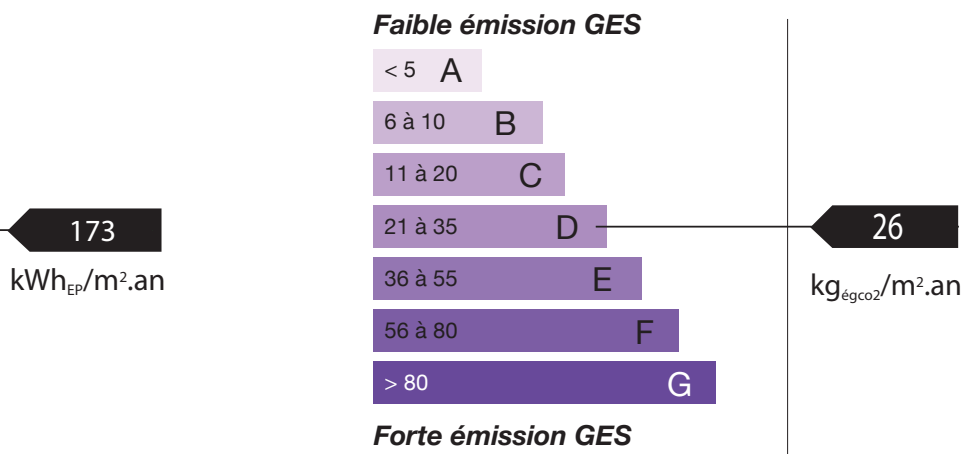 173
kWhEP/m².an
Faible émission GES
< 5 A
6 à 10 B
11 à 20 C
21 à 35 D
36 à 55 E
56 à 80 F
> 80 G
Forte émission GES
26
kgégco2/m².an